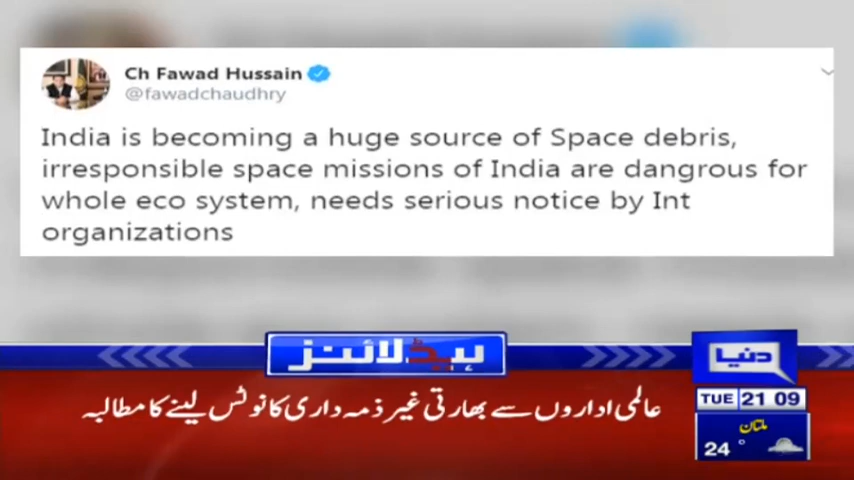 Ch Fawad Hussain
@fawadchaudhry
India is becoming a huge source of Space debris,
irresponsible space missions of India are dangrous for
whole eco system, needs serious notice by Int
organizations
ہیڈلائنز
دنیا
عالمی اداروں سے بھارتی غیر ذمہ داری کا نوٹس لینے کا مطالبہ
TUE 21 09
ملتان
24°